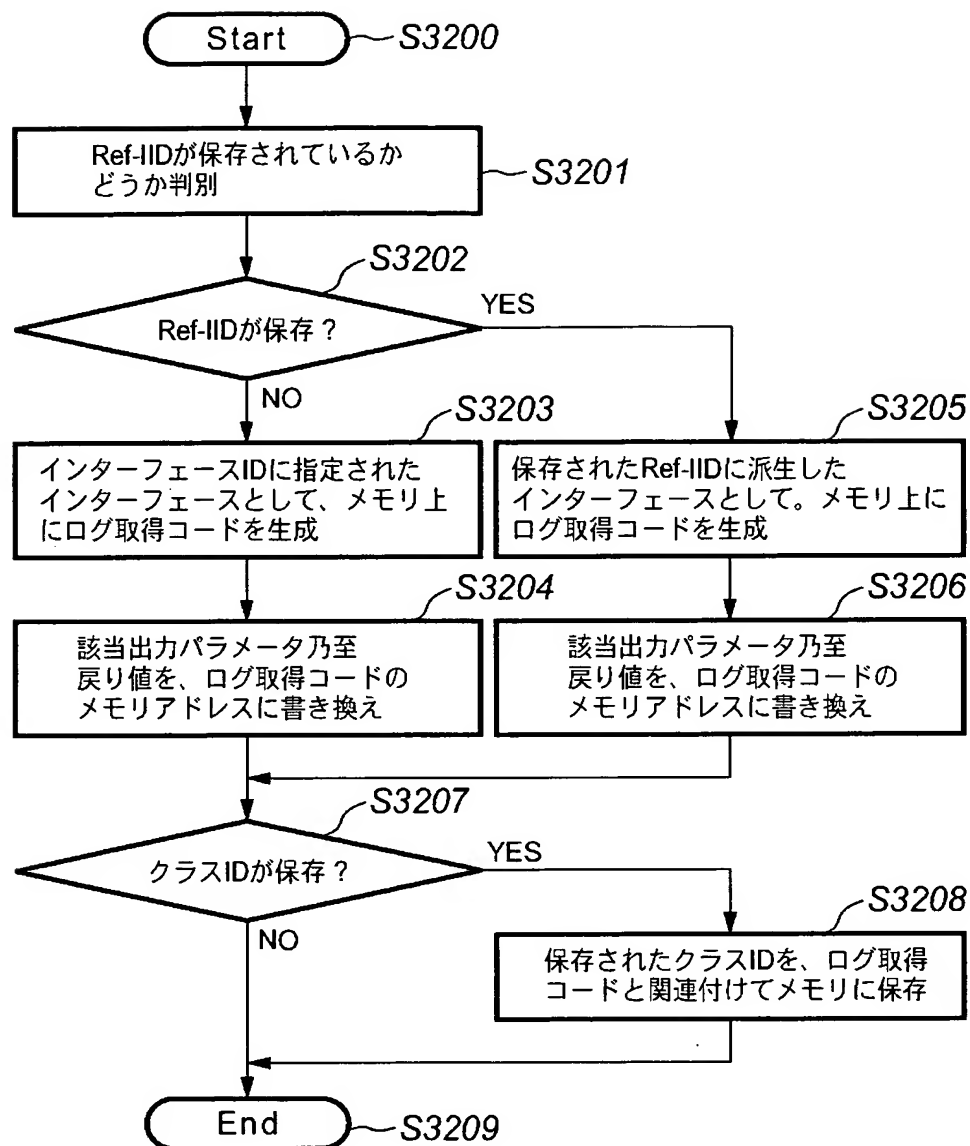 Start
S3200
Ref-IIDが保存されているか
どうか判別
S3201
S3202
Ref-IIDが保存？
YES
NO
S3203
インターフェースIDに指定された
インターフェースとして、メモリ上
にログ取得コードを生成
S3205
保存されたRef-IIDに派生した
インターフェースとして。メモリ上に
ログ取得コードを生成
S3204
該当出力パラメータ乃至
戻り値を、ログ取得コードの
メモリアドレスに書き換え
S3206
該当出力パラメータ乃至
戻り値を、ログ取得コードの
メモリアドレスに書き換え
S3207
クラスIDが保存？
YES
NO
S3208
保存されたクラスIDを、ログ取得
コードと関連付けてメモリに保存
End
S3209